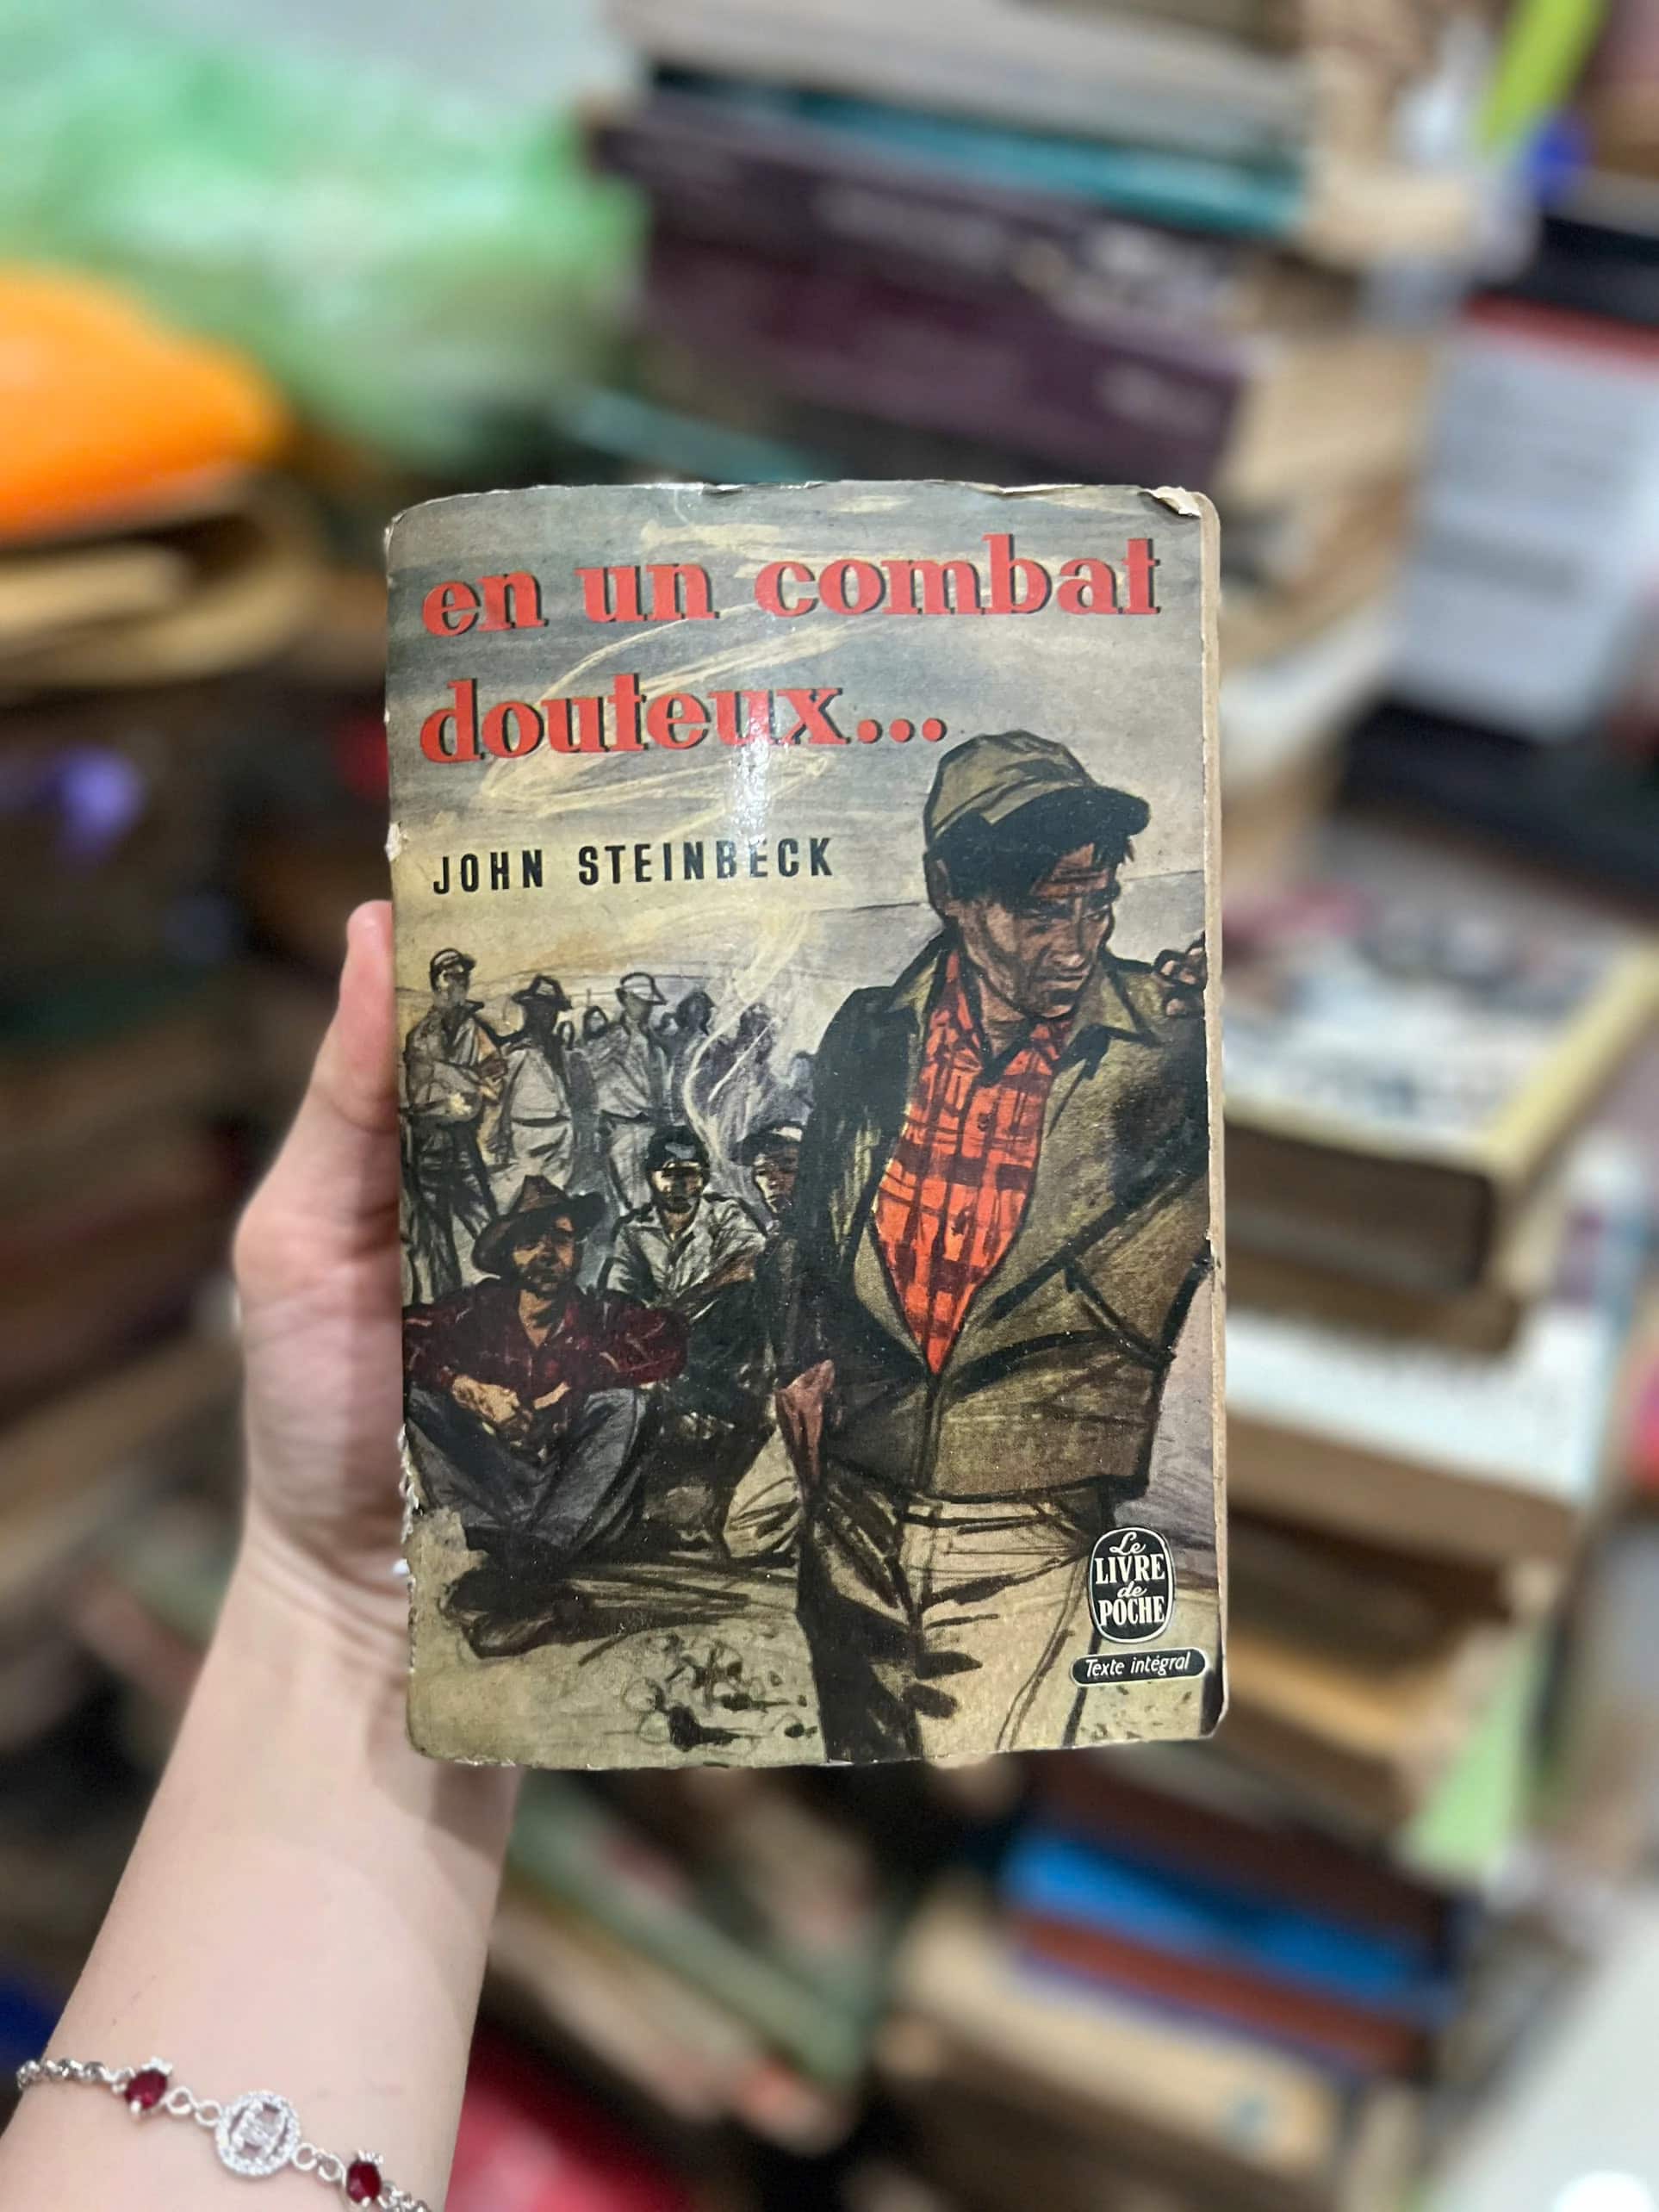 en un combat
douteux...
JOHN STEINBECK
Le
LIVRE
de
POCHE
Texte intégral